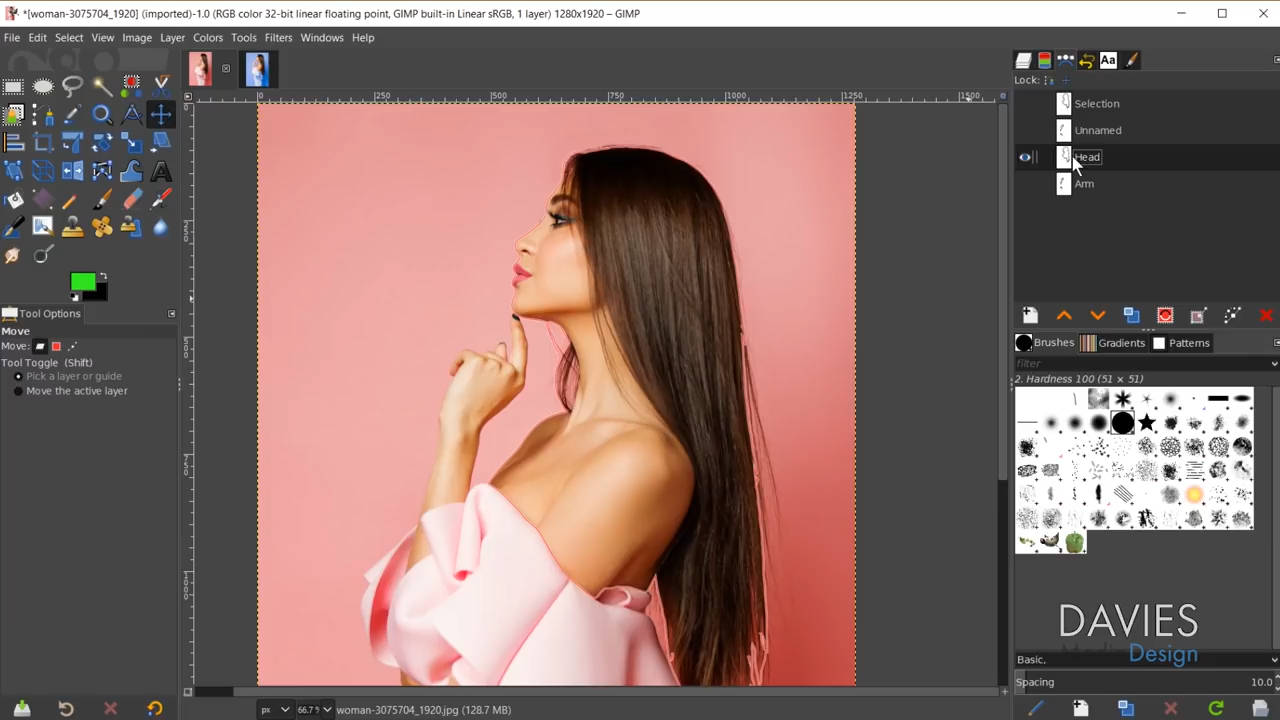 *[woman-3075704_1920] (imported)-1.0 (RGB color 32-bit linear floating point, GIMP built-in Linear sRGB, 1 layer) 1280x1920 – GIMP
File Edit Select View Image Layer Colors Tools Filters Windows Help
Lock:
Selection
Unnamed
Head
Arm
0 250 500 750 1000 1250 1500
Tool Options
Move
Move:
Tool Toggle (Shift)
Pick a layer or guide
Move the active layer
Brushes Gradients Patterns
filter
2. Hardness 100 (51 × 51)
DAVIES
Media
Design
Basic,
Spacing 10.0
px 66.7 woman-3075704_1920.jpg (128.7 MB)